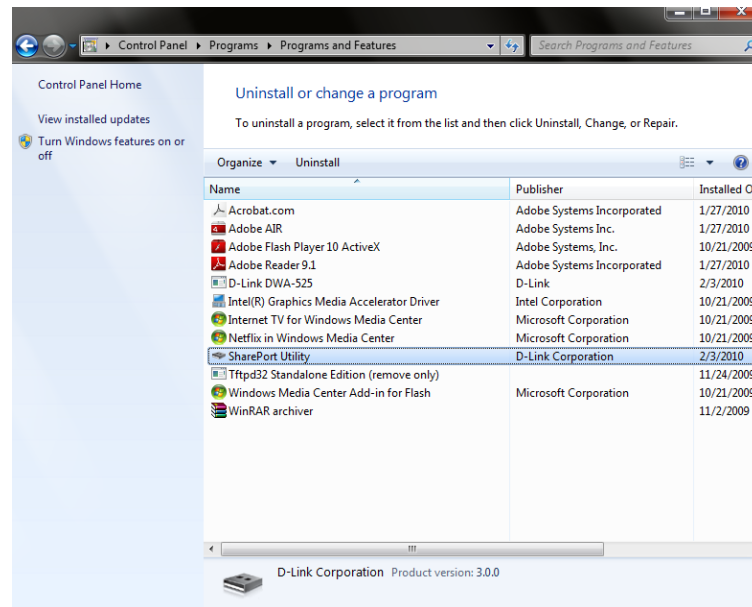 Control Panel ▸ Programs ▸ Programs and Features
Search Programs and Features
Control Panel Home
View installed updates
Turn Windows features on or
off
Uninstall or change a program
To uninstall a program, select it from the list and then click Uninstall, Change, or Repair.
Organize Uninstall
Name Publisher Installed O
Acrobat.com Adobe Systems Incorporated 1/27/2010
Adobe AIR Adobe Systems Inc. 1/27/2010
Adobe Flash Player 10 ActiveX Adobe Systems, Inc. 10/21/2009
Adobe Reader 9.1 Adobe Systems Incorporated 1/27/2010
D-Link DWA-525 D-Link 2/3/2010
Intel(R) Graphics Media Accelerator Driver Intel Corporation 10/21/2009
Internet TV for Windows Media Center Microsoft Corporation 10/21/2009
Netflix in Windows Media Center Microsoft Corporation 10/21/2009
SharePort Utility D-Link Corporation 2/3/2010
Tftpd32 Standalone Edition (remove only) 11/24/2009
Windows Media Center Add-in for Flash Microsoft Corporation 10/21/2009
WinRAR archiver 11/2/2009
D-Link Corporation Product version: 3.0.0